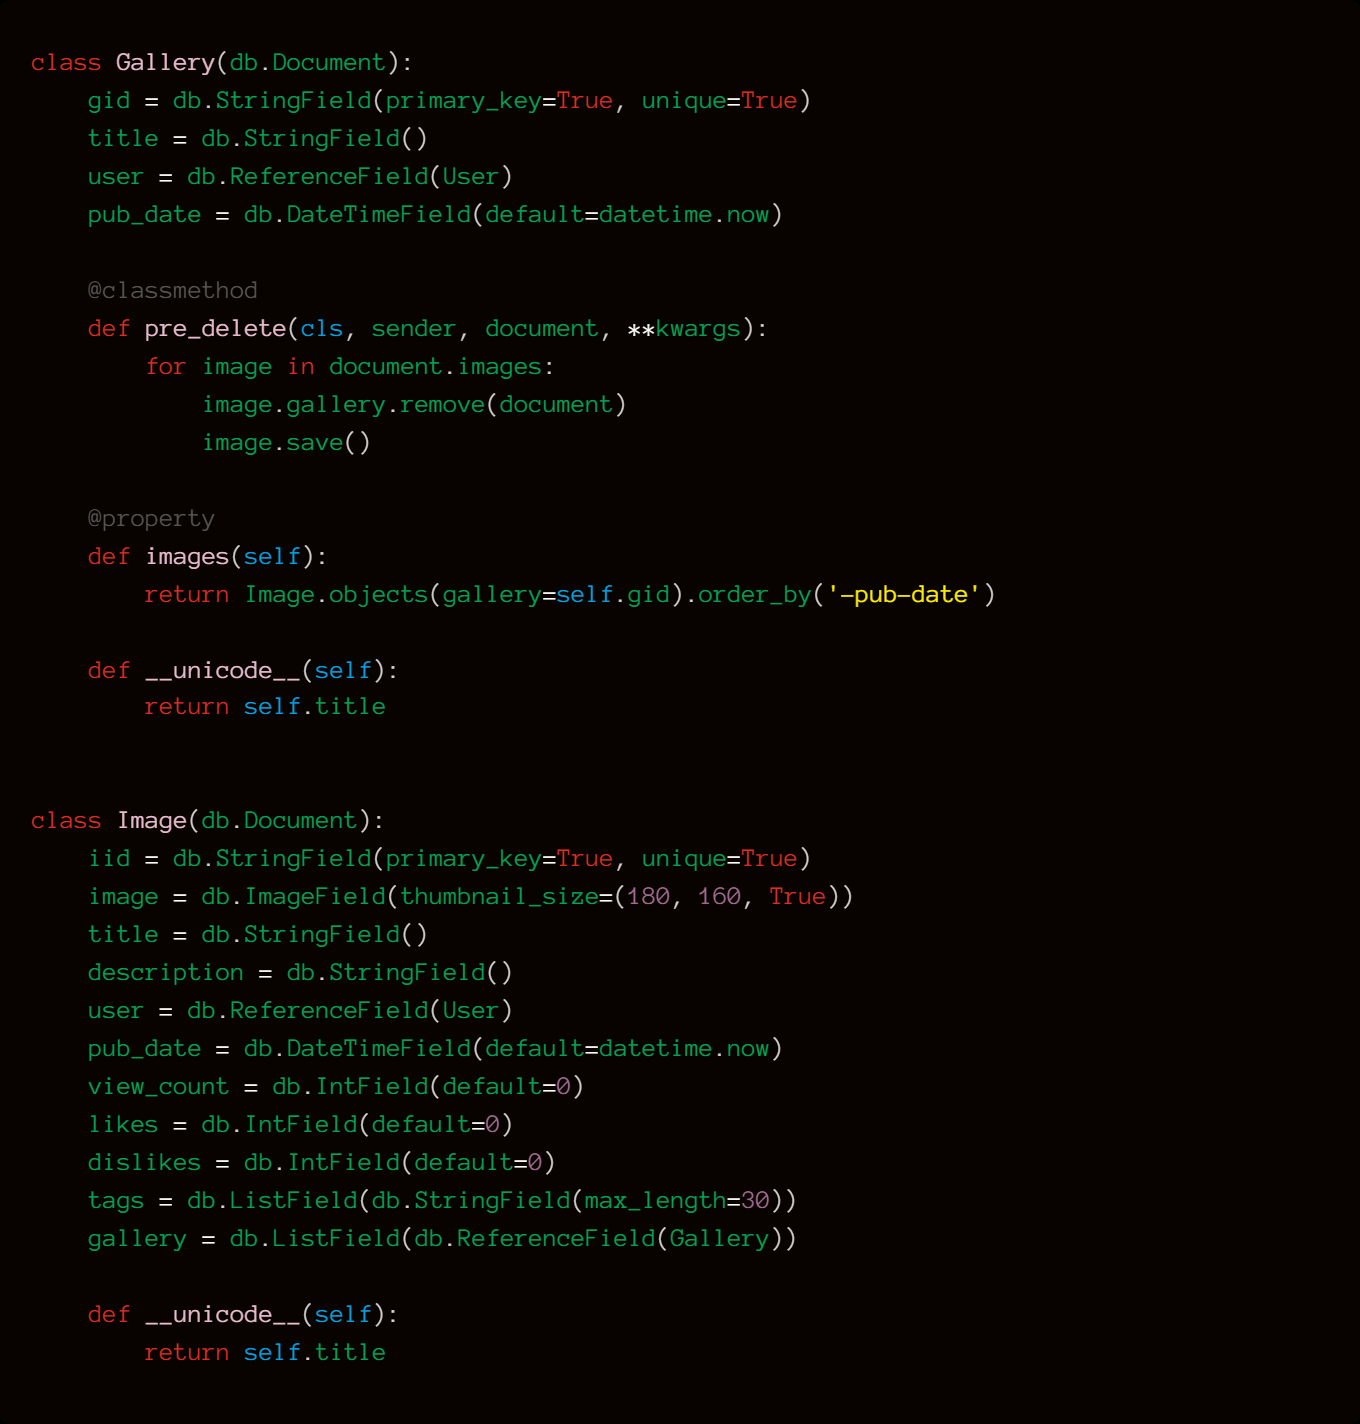 class Gallery(db.Document):
    gid = db.StringField(primary_key=True, unique=True)
    title = db.StringField()
    user = db.ReferenceField(User)
    pub_date = db.DateTimeField(default=datetime.now)

    @classmethod
    def pre_delete(cls, sender, document, **kwargs):
        for image in document.images:
            image.gallery.remove(document)
            image.save()

    @property
    def images(self):
        return Image.objects(gallery=self.gid).order_by('-pub-date')

    def __unicode__(self):
        return self.title


class Image(db.Document):
    iid = db.StringField(primary_key=True, unique=True)
    image = db.ImageField(thumbnail_size=(180, 160, True))
    title = db.StringField()
    description = db.StringField()
    user = db.ReferenceField(User)
    pub_date = db.DateTimeField(default=datetime.now)
    view_count = db.IntField(default=0)
    likes = db.IntField(default=0)
    dislikes = db.IntField(default=0)
    tags = db.ListField(db.StringField(max_length=30))
    gallery = db.ListField(db.ReferenceField(Gallery))

    def __unicode__(self):
        return self.title